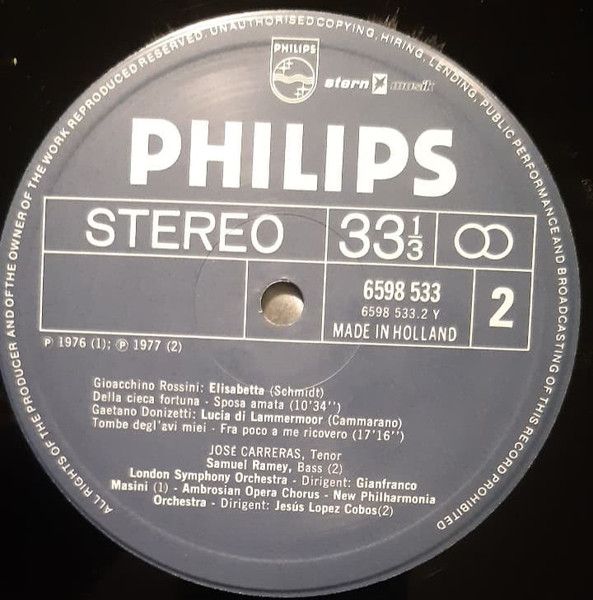 ALL RIGHTS OF THE PRODUCER AND OF THE OWNER OF THE WORK REPRODUCED RESERVED. UNAUTHORISED COPYING, HIRING, LENDING, PUBLIC PERFORMANCE AND BROADCASTING OF THIS RECORD PROHIBITED
PHILIPS
stern musik
PHILIPS
STEREO 33 1/3
6598 533
6598 533.2 Y
2
MADE IN HOLLAND
℗ 1976 (1); ℗ 1977 (2)
Gioacchino Rossini: Elisabetta (Schmidt)
Della cieca fortuna - Sposa amata (10'34'')
Gaetano Donizetti: Lucia di Lammermoor (Cammarano)
Tombe degl'avi miei - Fra poco a me ricovero (17'16'')
JOSÉ CARRERAS, Tenor
Samuel Ramey, Bass (2)
London Symphony Orchestra - Dirigent: Gianfranco
Masini (1) - Ambrosian Opera Chorus - New Philharmonia
Orchestra - Dirigent: Jesús Lopez Cobos(2)